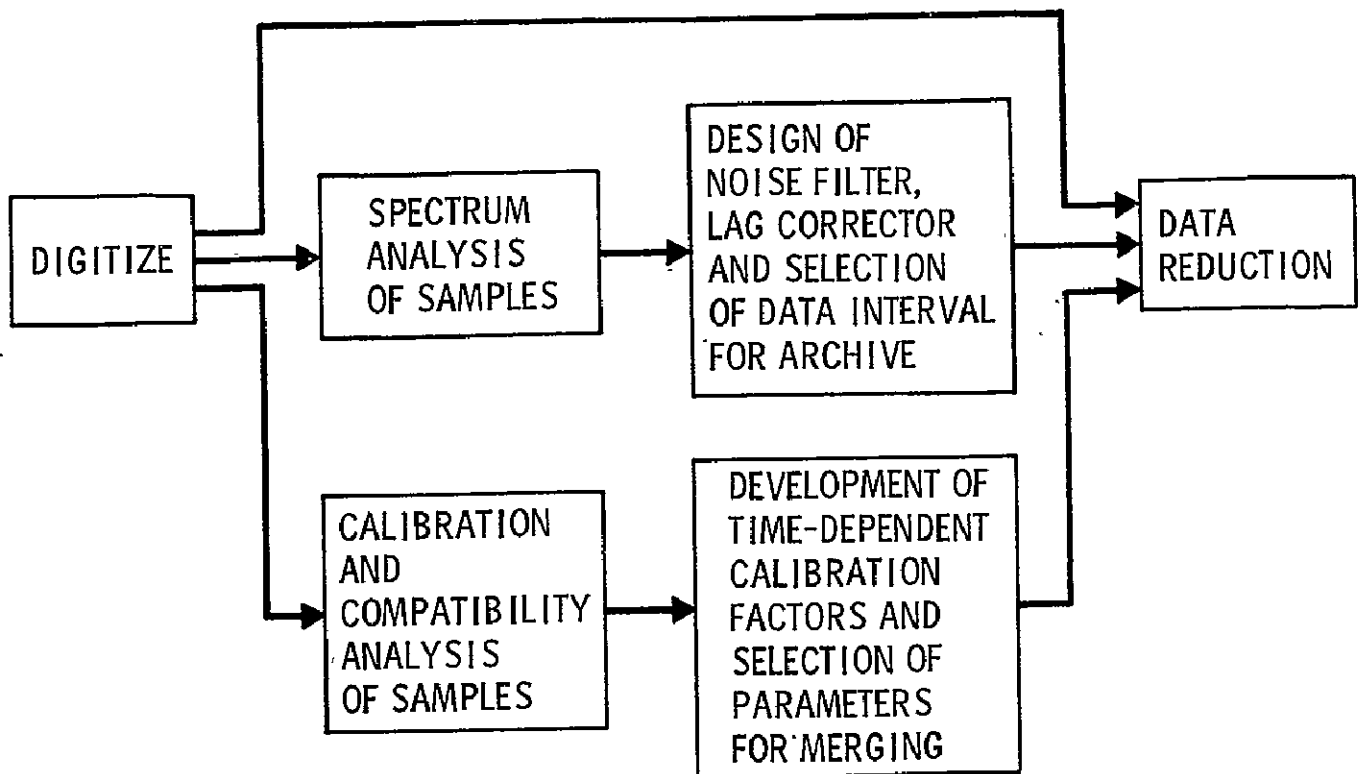 DIGITIZE
SPECTRUM
ANALYSIS
OF SAMPLES
DESIGN OF
NOISE FILTER,
LAG CORRECTOR
AND SELECTION
OF DATA INTERVAL
FOR ARCHIVE
DATA
REDUCTION
CALIBRATION
AND
COMPATIBILITY
ANALYSIS
OF SAMPLES
DEVELOPMENT OF
TIME-DEPENDENT
CALIBRATION
FACTORS AND
SELECTION OF
PARAMETERS
FOR MERGING